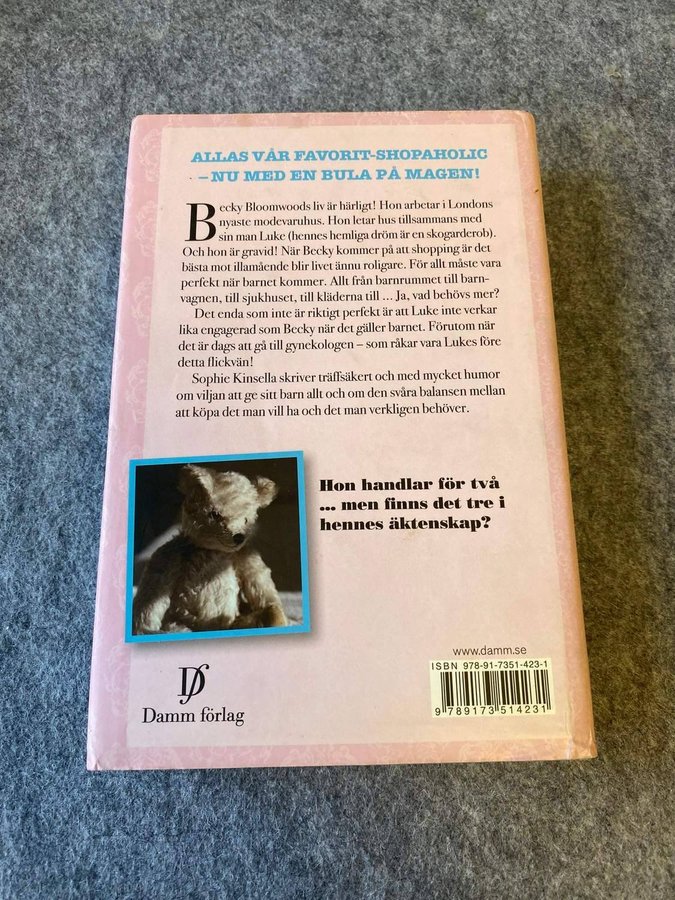 ALLAS VÅR FAVORIT-SHOPAHOLIC
– NU MED EN BULA PÅ MAGEN!
Becky Bloomwoods liv är härligt! Hon arbetar i Londons
nyaste modevaruhus. Hon letar hus tillsammans med
sin man Luke (hennes hemliga dröm är en skogarderob).
Och hon är gravid! När Becky kommer på att shopping är det
bästa mot illamående blir livet ännu roligare. För allt måste vara
perfekt när barnet kommer. Allt från barnrummet till barn-
vagnen, till sjukhuset, till kläderna till ... Ja, vad behövs mer?
Det enda som inte är riktigt perfekt är att Luke inte verkar
lika engagerad som Becky när det gäller barnet. Förutom när
det är dags att gå till gynekologen – som råkar vara Lukes före
detta flickvän!
Sophie Kinsella skriver träffsäkert och med mycket humor
om viljan att ge sitt barn allt och om den svåra balansen mellan
att köpa det man vill ha och det man verkligen behöver.
Hon handlar för två
... men finns det tre i
hennes äktenskap?
www.damm.se
ISBN 978-91-7351-423-1
9 789173 514231
Df
Damm förlag